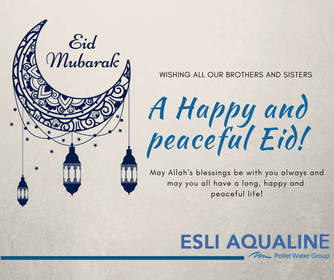 Eid
Mubarak
WISHING ALL OUR BROTHERS AND SISTERS
A Happy and
peaceful Eid!
May Allah's blessings be with you always and
may you all have a long, happy and
peaceful life!
ESLI AQUALINE
Pollet Water Group